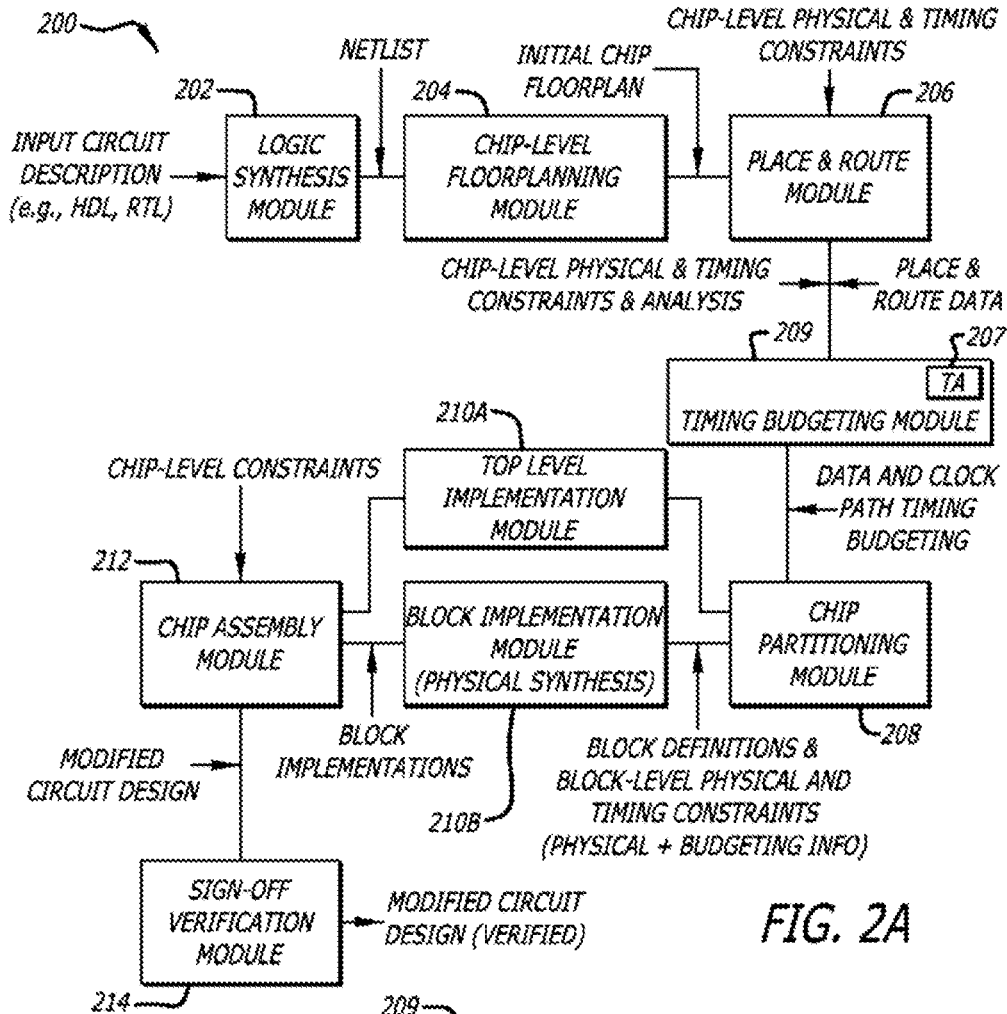 200
NETLIST
INITIAL CHIP
FLOORPLAN
CHIP-LEVEL PHYSICAL & TIMING
CONSTRAINTS
202
204
206
INPUT CIRCUIT
DESCRIPTION
(e.g., HDL, RTL)
LOGIC
SYNTHESIS
MODULE
CHIP-LEVEL
FLOORPLANNING
MODULE
PLACE & ROUTE
MODULE
CHIP-LEVEL PHYSICAL & TIMING
CONSTRAINTS & ANALYSIS
PLACE &
ROUTE DATA
209
207
TA
TIMING BUDGETING MODULE
210A
CHIP-LEVEL CONSTRAINTS
TOP LEVEL
IMPLEMENTATION
MODULE
DATA AND CLOCK
PATH TIMING
BUDGETING
212
CHIP ASSEMBLY
MODULE
BLOCK IMPLEMENTATION
MODULE
(PHYSICAL SYNTHESIS)
CHIP
PARTITIONING
MODULE
208
MODIFIED
CIRCUIT DESIGN
BLOCK
IMPLEMENTATIONS
210B
BLOCK DEFINITIONS &
BLOCK-LEVEL PHYSICAL AND
TIMING CONSTRAINTS
(PHYSICAL + BUDGETING INFO)
SIGN-OFF
VERIFICATION
MODULE
MODIFIED CIRCUIT
DESIGN (VERIFIED)
FIG. 2A
214
209